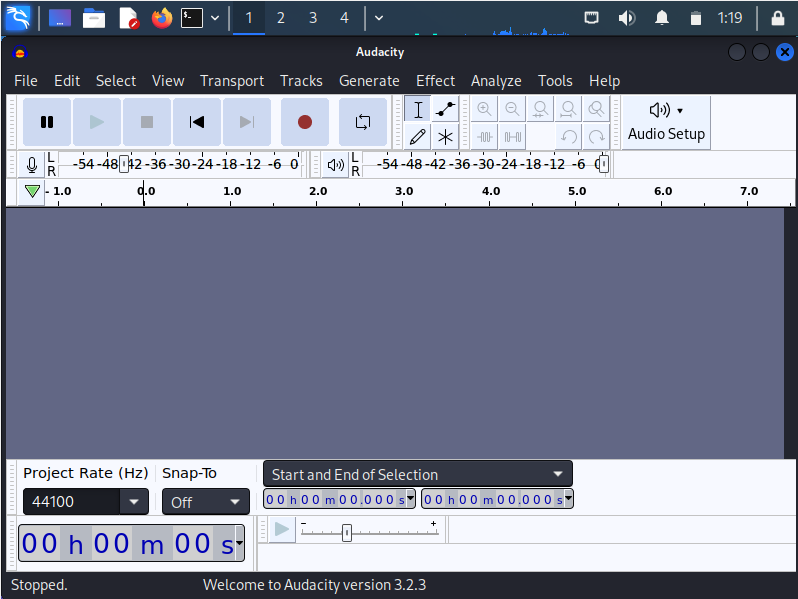 1 2 3 4 1:19
Audacity
File Edit Select View Transport Tracks Generate Effect Analyze Tools Help
Audio Setup
L -54 -48 -42 -36 -30 -24 -18 -12 -6 0 L -54 -48 -42 -36 -30 -24 -18 -12 -6 0
R R
- 1.0 0.0 1.0 2.0 3.0 4.0 5.0 6.0 7.0
Project Rate (Hz) Snap-To Start and End of Selection
44100 Off 00 h 00 m 00.000 s 00 h 00 m 00.000 s
00 h 00 m 00 s - +
Stopped. Welcome to Audacity version 3.2.3